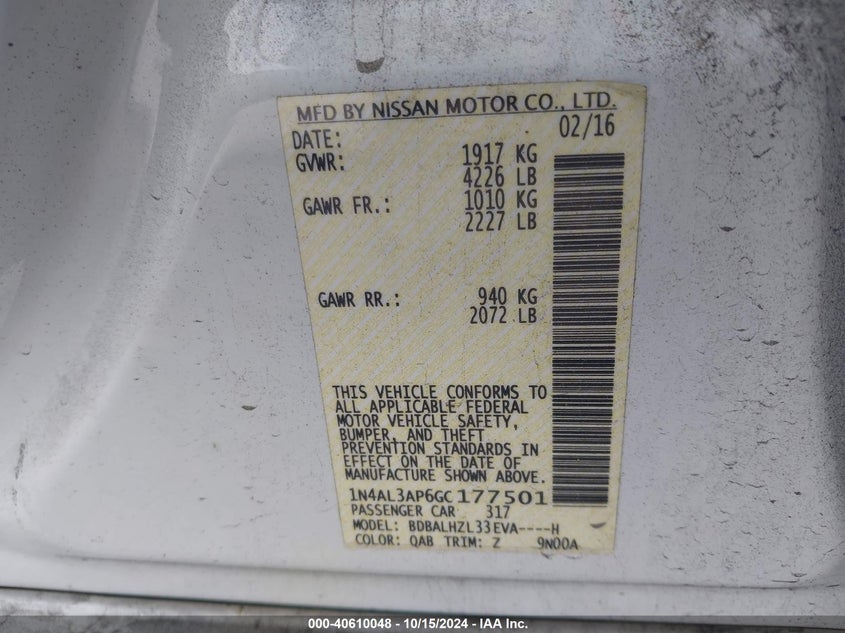 MFD BY NISSAN MOTOR CO., LTD.
DATE: 02/16
GVWR: 1917 KG
4226 LB
GAWR FR.: 1010 KG
2227 LB
GAWR RR.: 940 KG
2072 LB
THIS VEHICLE CONFORMS TO
ALL APPLICABLE FEDERAL
MOTOR VEHICLE SAFETY,
BUMPER, AND THEFT
PREVENTION STANDARDS IN
EFFECT ON THE DATE OF
MANUFACTURE SHOWN ABOVE.
1N4AL3AP6GC177501
PASSENGER CAR 317
MODEL: BDBALHZL33EVA----H
COLOR: QAB TRIM: Z 9N00A
000-40610048 - 10/15/2024 - IAA Inc.